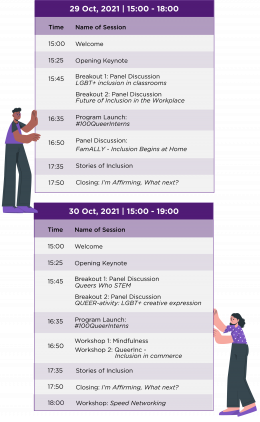 29 Oct, 2021 | 15:00 - 18:00
Time Name of Session
15:00 Welcome
15:25 Opening Keynote
15:45 Breakout 1: Panel Discussion
LGBT+ inclusion in classrooms
Breakout 2: Panel Discussion
Future of Inclusion in the Workplace
16:35 Program Launch:
#100QueerInterns
16:50 Panel Discussion:
FamALLY - Inclusion Begins at Home
17:35 Stories of Inclusion
17:50 Closing: I'm Affirming, What next?
30 Oct, 2021 | 15:00 - 19:00
Time Name of Session
15:00 Welcome
15:25 Opening Keynote
15:45 Breakout 1: Panel Discussion
Queers Who STEM
Breakout 2: Panel Discussion
QUEER-ativity: LGBT+ creative expression
16:35 Program Launch:
#100QueerInterns
16:50 Workshop 1: Mindfulness
Workshop 2: QueerInc -
Inclusion in commerce
17:35 Stories of Inclusion
17:50 Closing: I'm Affirming, What next?
18:00 Workshop: Speed Networking